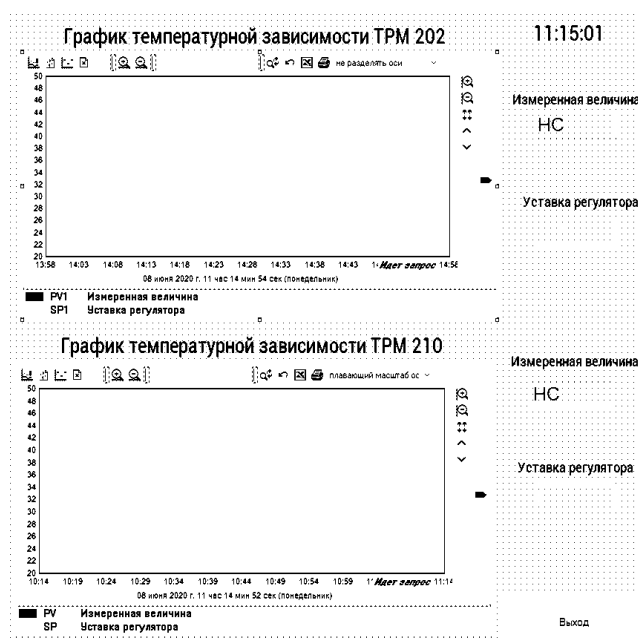 График температурной зависимости ТРМ 202
11:15:01
не разделять оси
50
48
46
44
42
40
38
36
34
32
30
28
26
24
22
20
13:58 14:03 14:08 14:13 14:18 14:23 14:28 14:33 14:38 14:43 Идет запрос 14:58
08 июня 2020 г. 11 час 14 мин 54 сек (понедельник)
PV1 Измеренная величина
SP1 Уставка регулятора
Измеренная величина
НС
Уставка регулятора
График температурной зависимости ТРМ 210
плавающий масштаб ос
50
48
46
44
42
40
38
36
34
32
30
28
26
24
22
20
10:14 10:19 10:24 10:29 10:34 10:39 10:44 10:49 10:54 10:59 Идет запрос 11:14
08 июня 2020 г. 11 час 14 мин 52 сек (понедельник)
PV Измеренная величина
SP Уставка регулятора
Измеренная величина
НС
Уставка регулятора
Выход